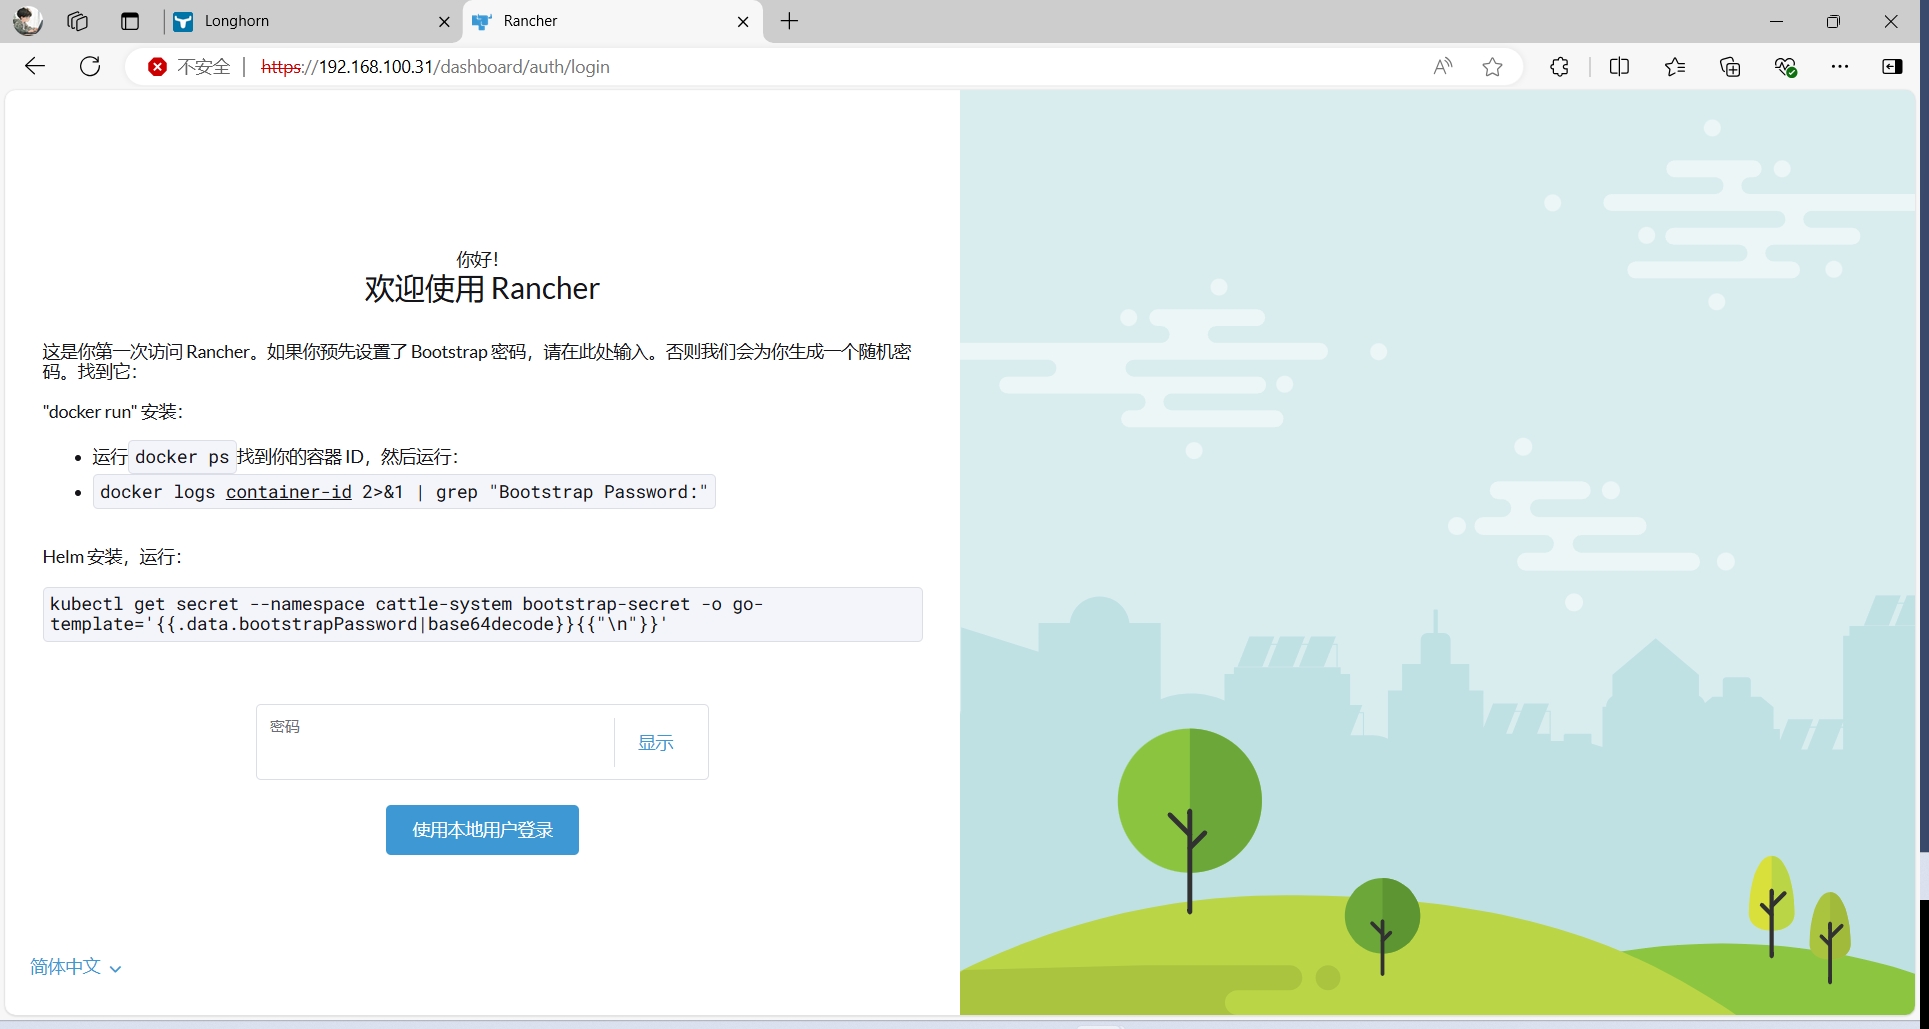 Longhorn
Rancher
不安全
https://192.168.100.31/dashboard/auth/login
你好！
欢迎使用 Rancher
这是你第一次访问 Rancher。如果你预先设置了 Bootstrap 密码，请在此处输入。否则我们会为你生成一个随机密
码。找到它：
"docker run" 安装：
运行 docker ps 找到你的容器 ID，然后运行：
docker logs container-id 2>&1 | grep "Bootstrap Password:"
Helm 安装，运行：
kubectl get secret --namespace cattle-system bootstrap-secret -o go-
template='{{.data.bootstrapPassword|base64decode}}{{"\n"}}'
密码
显示
使用本地用户登录
简体中文